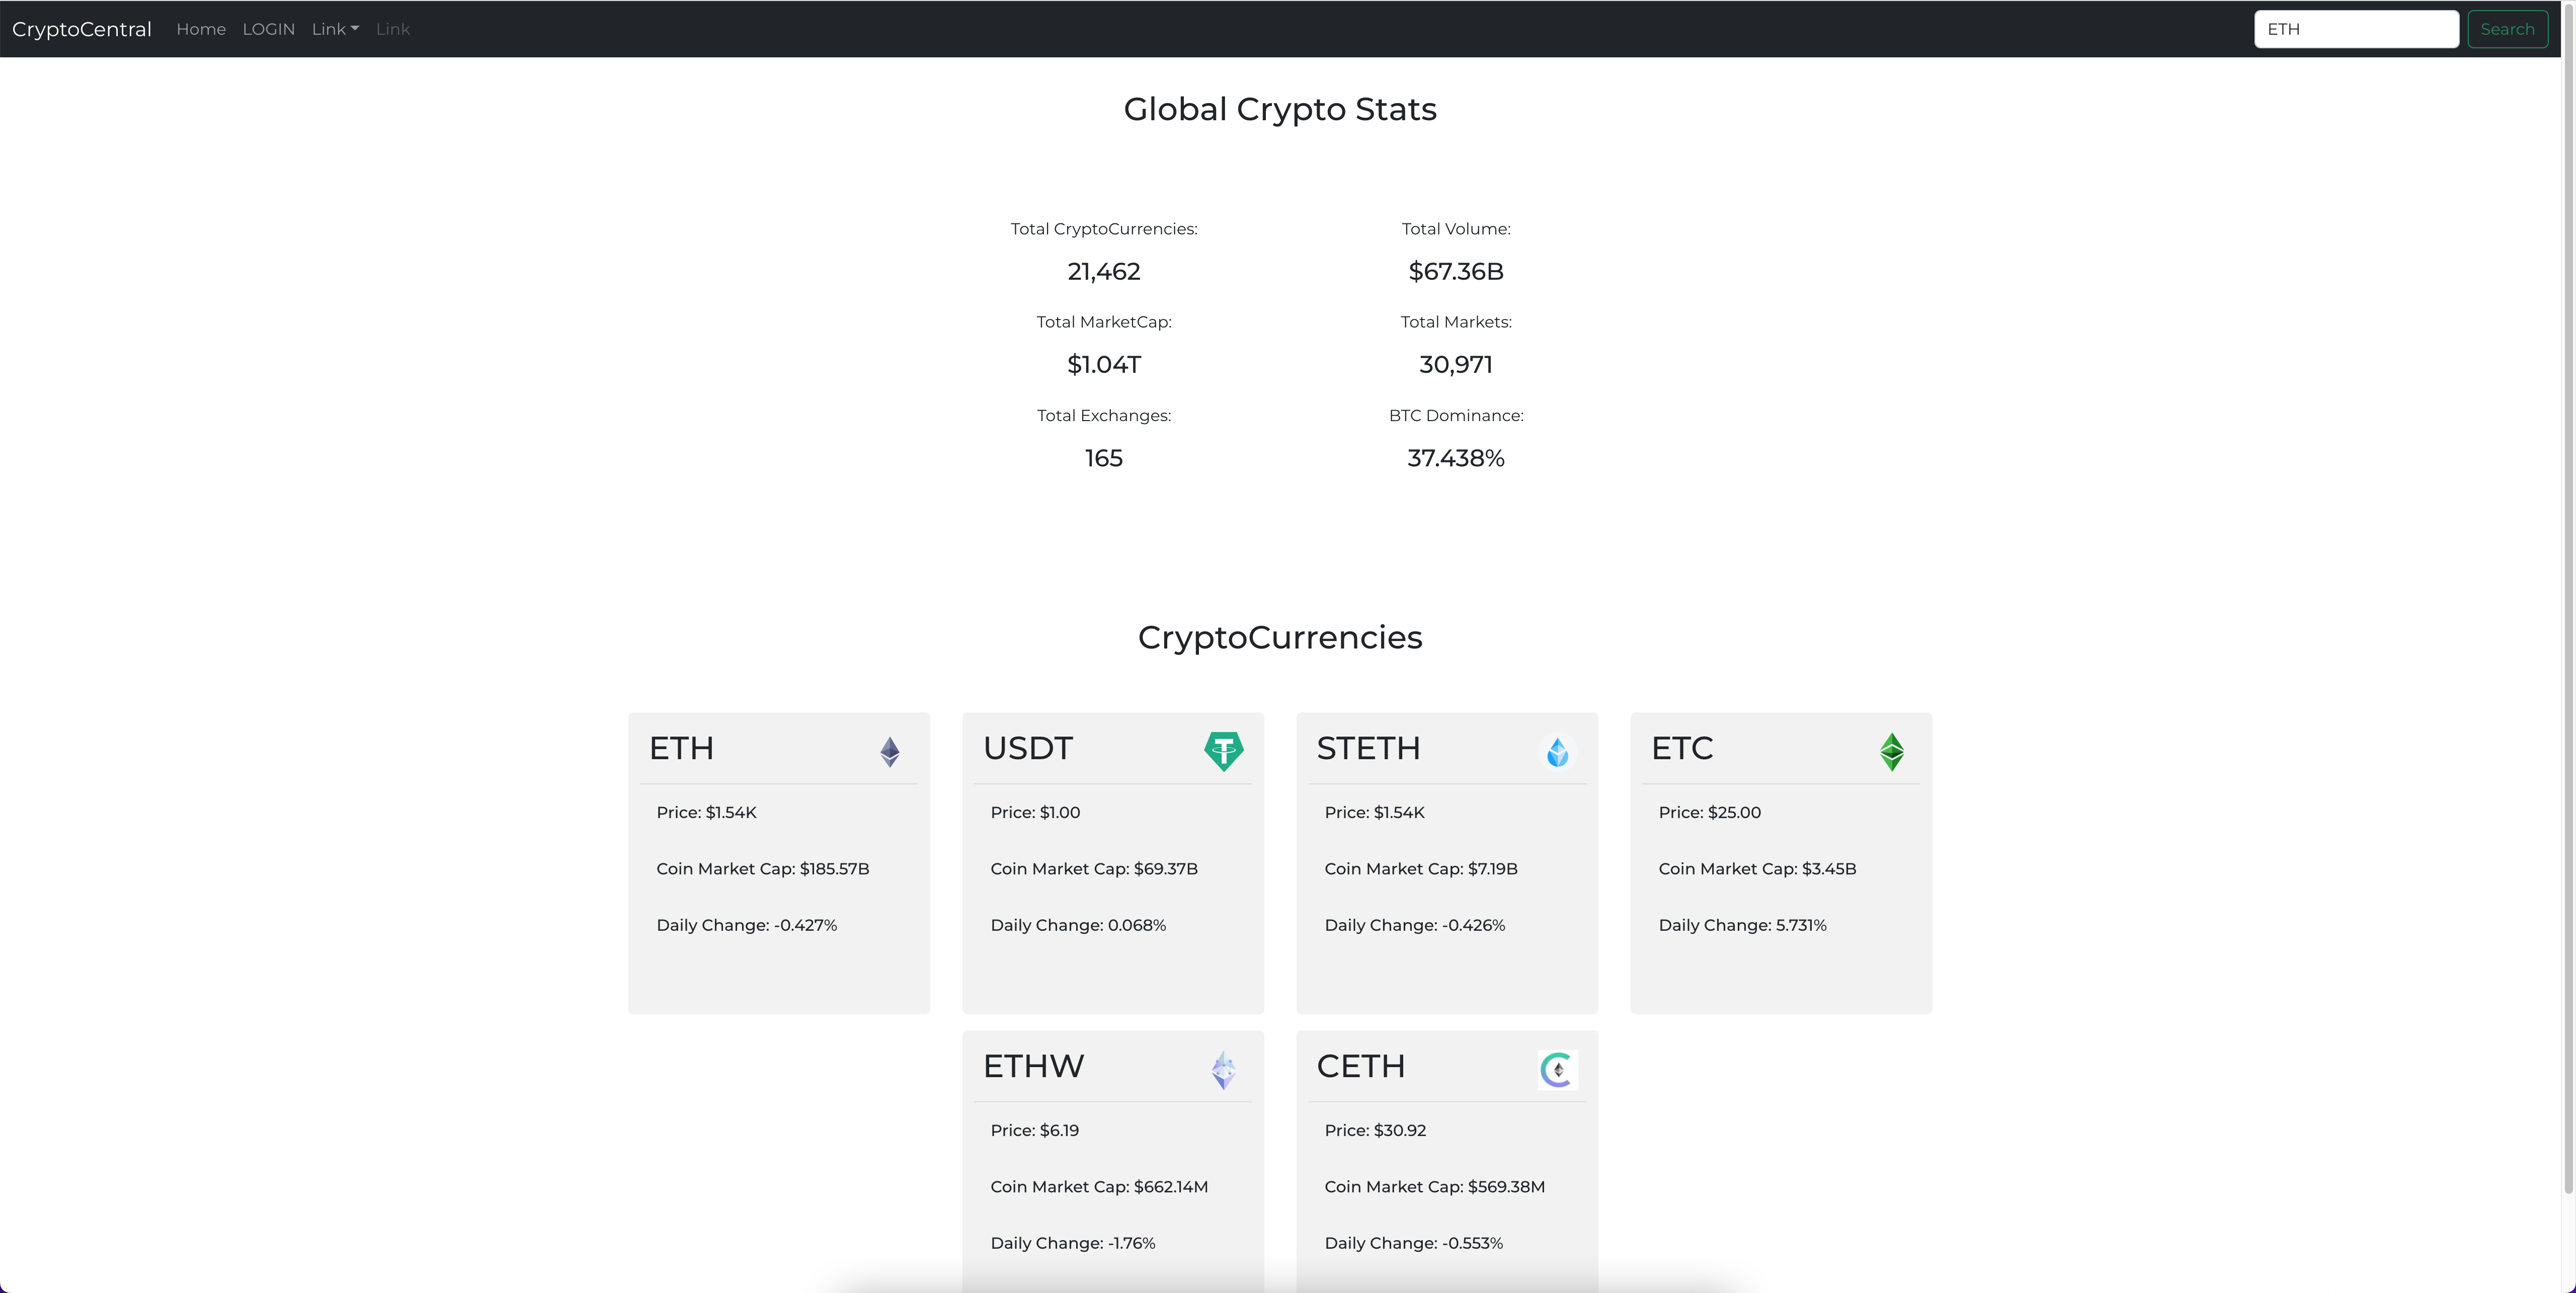 CryptoCentral Home LOGIN Link Link ETH Search
Global Crypto Stats
Total CryptoCurrencies: Total Volume:
21,462 $67.36B
Total MarketCap: Total Markets:
$1.04T 30,971
Total Exchanges: BTC Dominance:
165 37.438%
CryptoCurrencies
ETH USDT STETH ETC
Price: $1.54K Price: $1.00 Price: $1.54K Price: $25.00
Coin Market Cap: $185.57B Coin Market Cap: $69.37B Coin Market Cap: $7.19B Coin Market Cap: $3.45B
Daily Change: -0.427% Daily Change: 0.068% Daily Change: -0.426% Daily Change: 5.731%
ETHW CETH
Price: $6.19 Price: $30.92
Coin Market Cap: $662.14M Coin Market Cap: $569.38M
Daily Change: -1.76% Daily Change: -0.553%